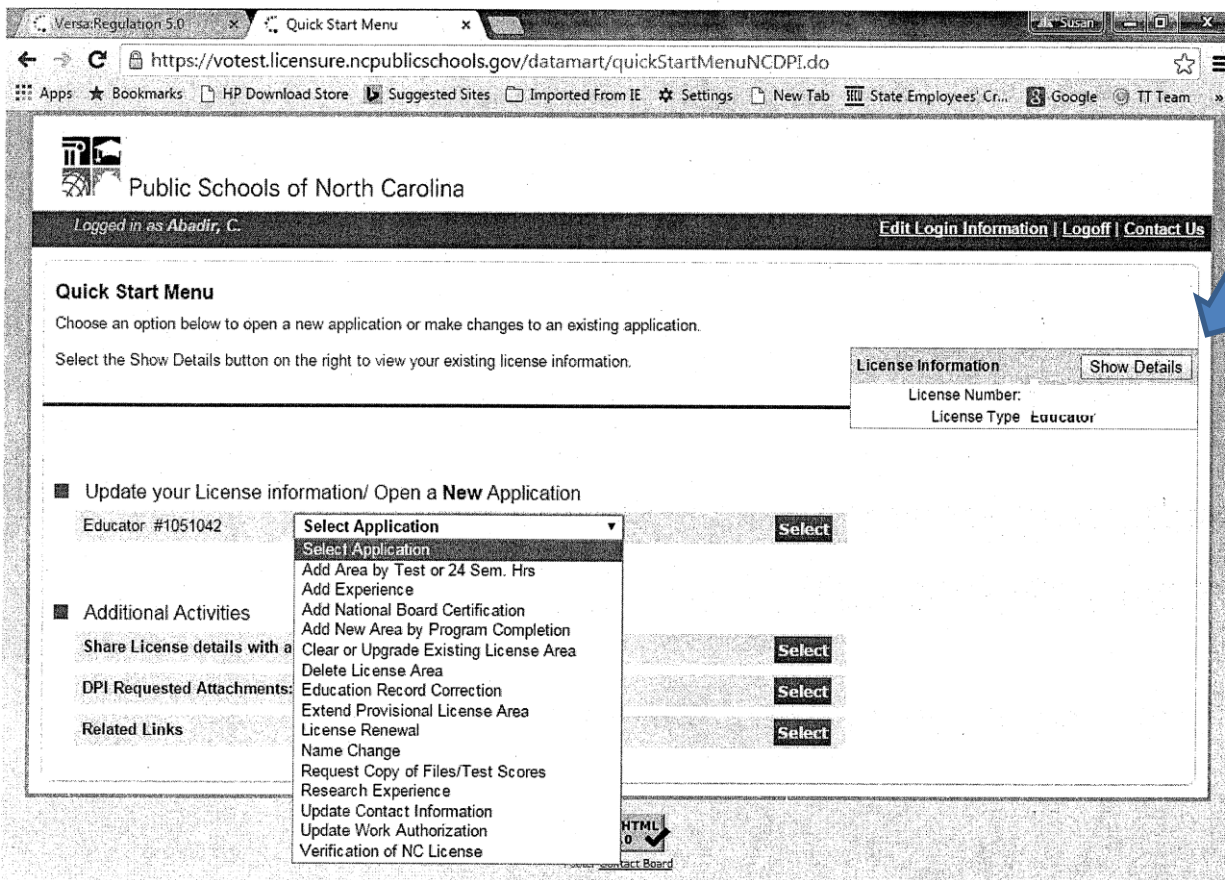 Versa:Regulation 5.0
Quick Start Menu
Susan
https://votest.licensure.ncpublicschools.gov/datamart/quickStartMenuNCDPI.do
Apps Bookmarks HP Download Store Suggested Sites Imported From IE Settings New Tab State Employees' Cr... Google TT Team »
Public Schools of North Carolina
Logged in as Abadir, C.
Edit Login Information | Logoff | Contact Us
Quick Start Menu
Choose an option below to open a new application or make changes to an existing application.
Select the Show Details button on the right to view your existing license information.
License Information Show Details
License Number:
License Type Educator
Update your License information/ Open a New Application
Educator #1051042 Select Application Select
Select Application
Add Area by Test or 24 Sem. Hrs
Add Experience
Add National Board Certification
Additional Activities
Add New Area by Program Completion
Share License details with a
Clear or Upgrade Existing License Area
Select
Delete License Area
DPI Requested Attachments:
Education Record Correction
Select
Extend Provisional License Area
Related Links
License Renewal
Select
Name Change
Request Copy of Files/Test Scores
Research Experience
Update Contact Information
Update Work Authorization
Verification of NC License
HTML
Contact Board